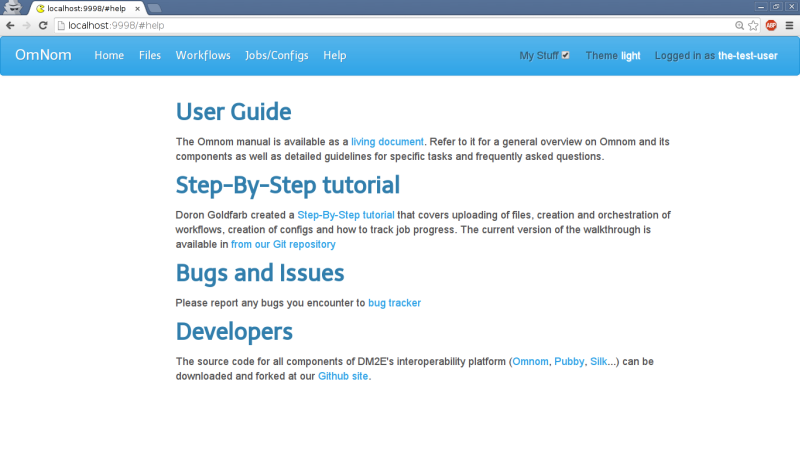 localhost:9998/#help
localhost:9998/#help
ABP
OmNom Home Files Workflows Jobs/Configs Help My Stuff Theme light Logged in as the-test-user
User Guide
The Omnom manual is available as a living document. Refer to it for a general overview on Omnom and its
components as well as detailed guidelines for specific tasks and frequently asked questions.
Step-By-Step tutorial
Doron Goldfarb created a Step-By-Step tutorial that covers uploading of files, creation and orchestration of
workflows, creation of configs and how to track job progress. The current version of the walkthrough is
available in from our Git repository
Bugs and Issues
Please report any bugs you encounter to bug tracker
Developers
The source code for all components of DM2E's interoperability platform (Omnom, Pubby, Silk...) can be
downloaded and forked at our Github site.